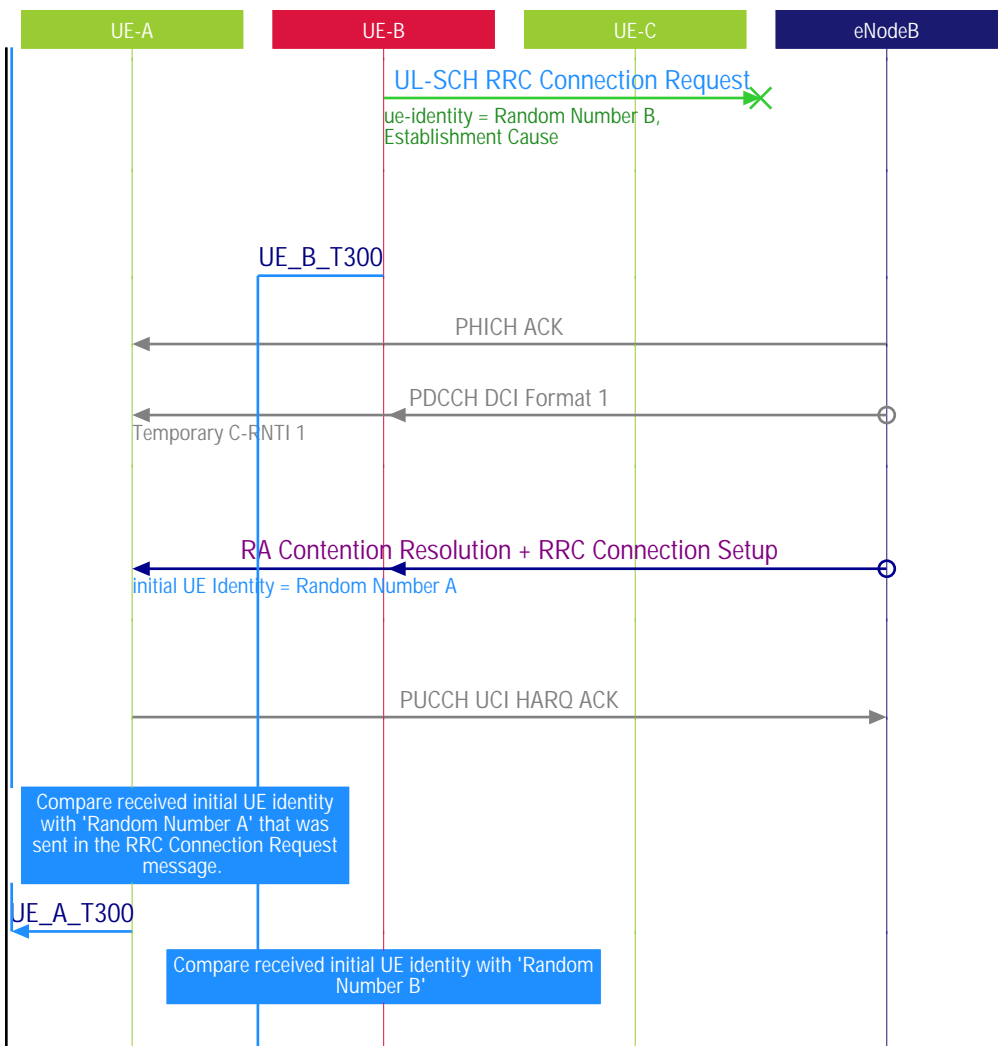 UE-A
UE-B
UE-C
eNodeB
UL-SCH RRC Connection Request
ue-identity = Random Number B,
Establishment Cause
UE_B_T300
PHICH ACK
PDCCH DCI Format 1
Temporary C-RNTI 1
RA Contention Resolution + RRC Connection Setup
initial UE Identity = Random Number A
PUCCH UCI HARQ ACK
Compare received initial UE identity
with 'Random Number A' that was
sent in the RRC Connection Request
message.
UE_A_T300
Compare received initial UE identity with 'Random
Number B'